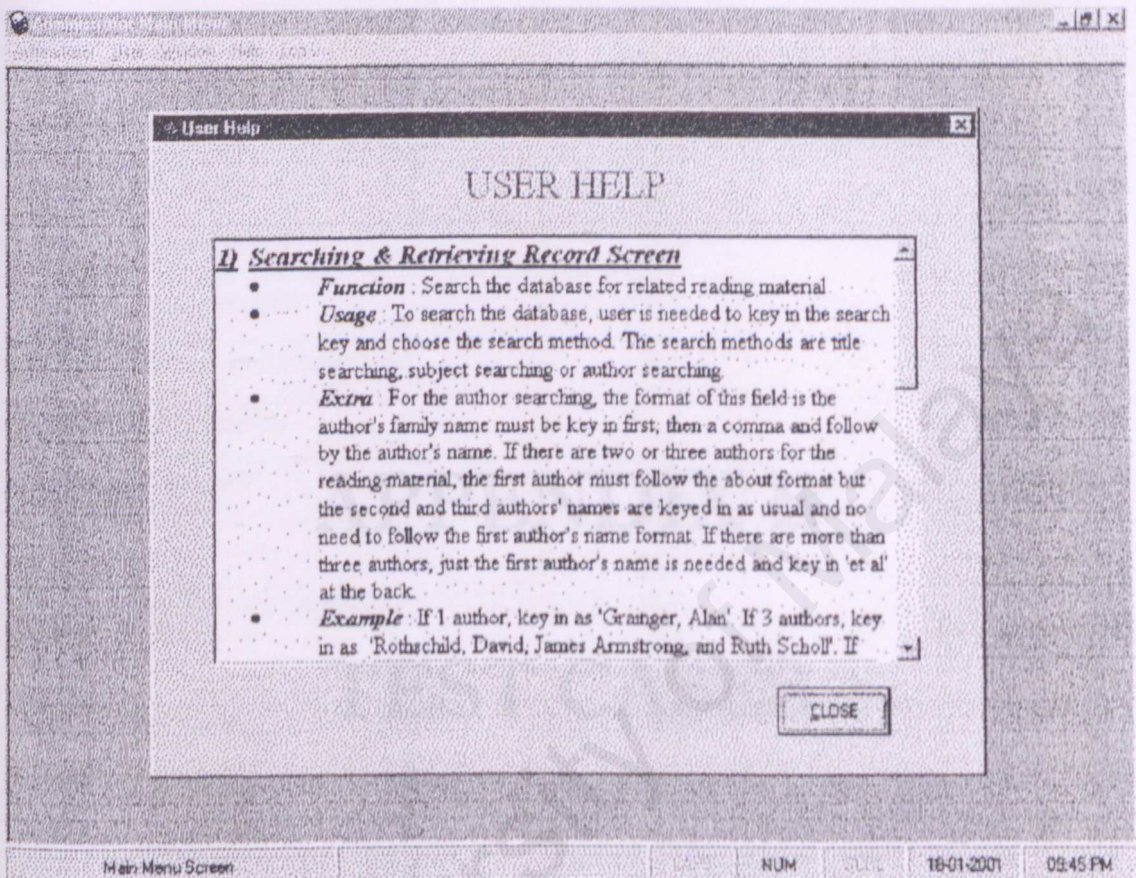 User Help
USER HELP
1) Searching & Retrieving Record Screen
• Function : Search the database for related reading material
• Usage : To search the database, user is needed to key in the search
key and choose the search method. The search methods are title
searching, subject searching or author searching.
• Extra : For the author searching, the format of this field is the
author's family name must be key in first, then a comma and follow
by the author's name. If there are two or three authors for the
reading material, the first author must follow the about format but
the second and third authors' names are keyed in as usual and no
need to follow the first author's name format. If there are more than
three authors, just the first author's name is needed and key in 'et al'
at the back.
• Example : If 1 author, key in as 'Grainger, Alan'. If 3 authors, key
in as 'Rothschild, David, James Armstrong, and Ruth Scholl'. If
CLOSE
Main Menu Screen NUM 18-01-2001 09:45 PM
of Malaya